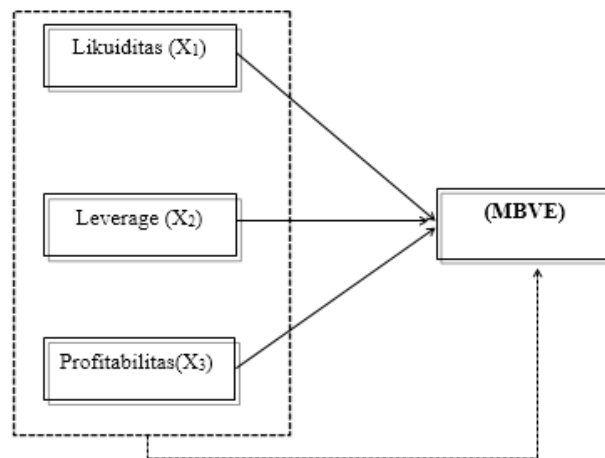 Likuiditas (X₁)
Leverage (X₂)
(MBVE)
Profitabilitas(X₃)